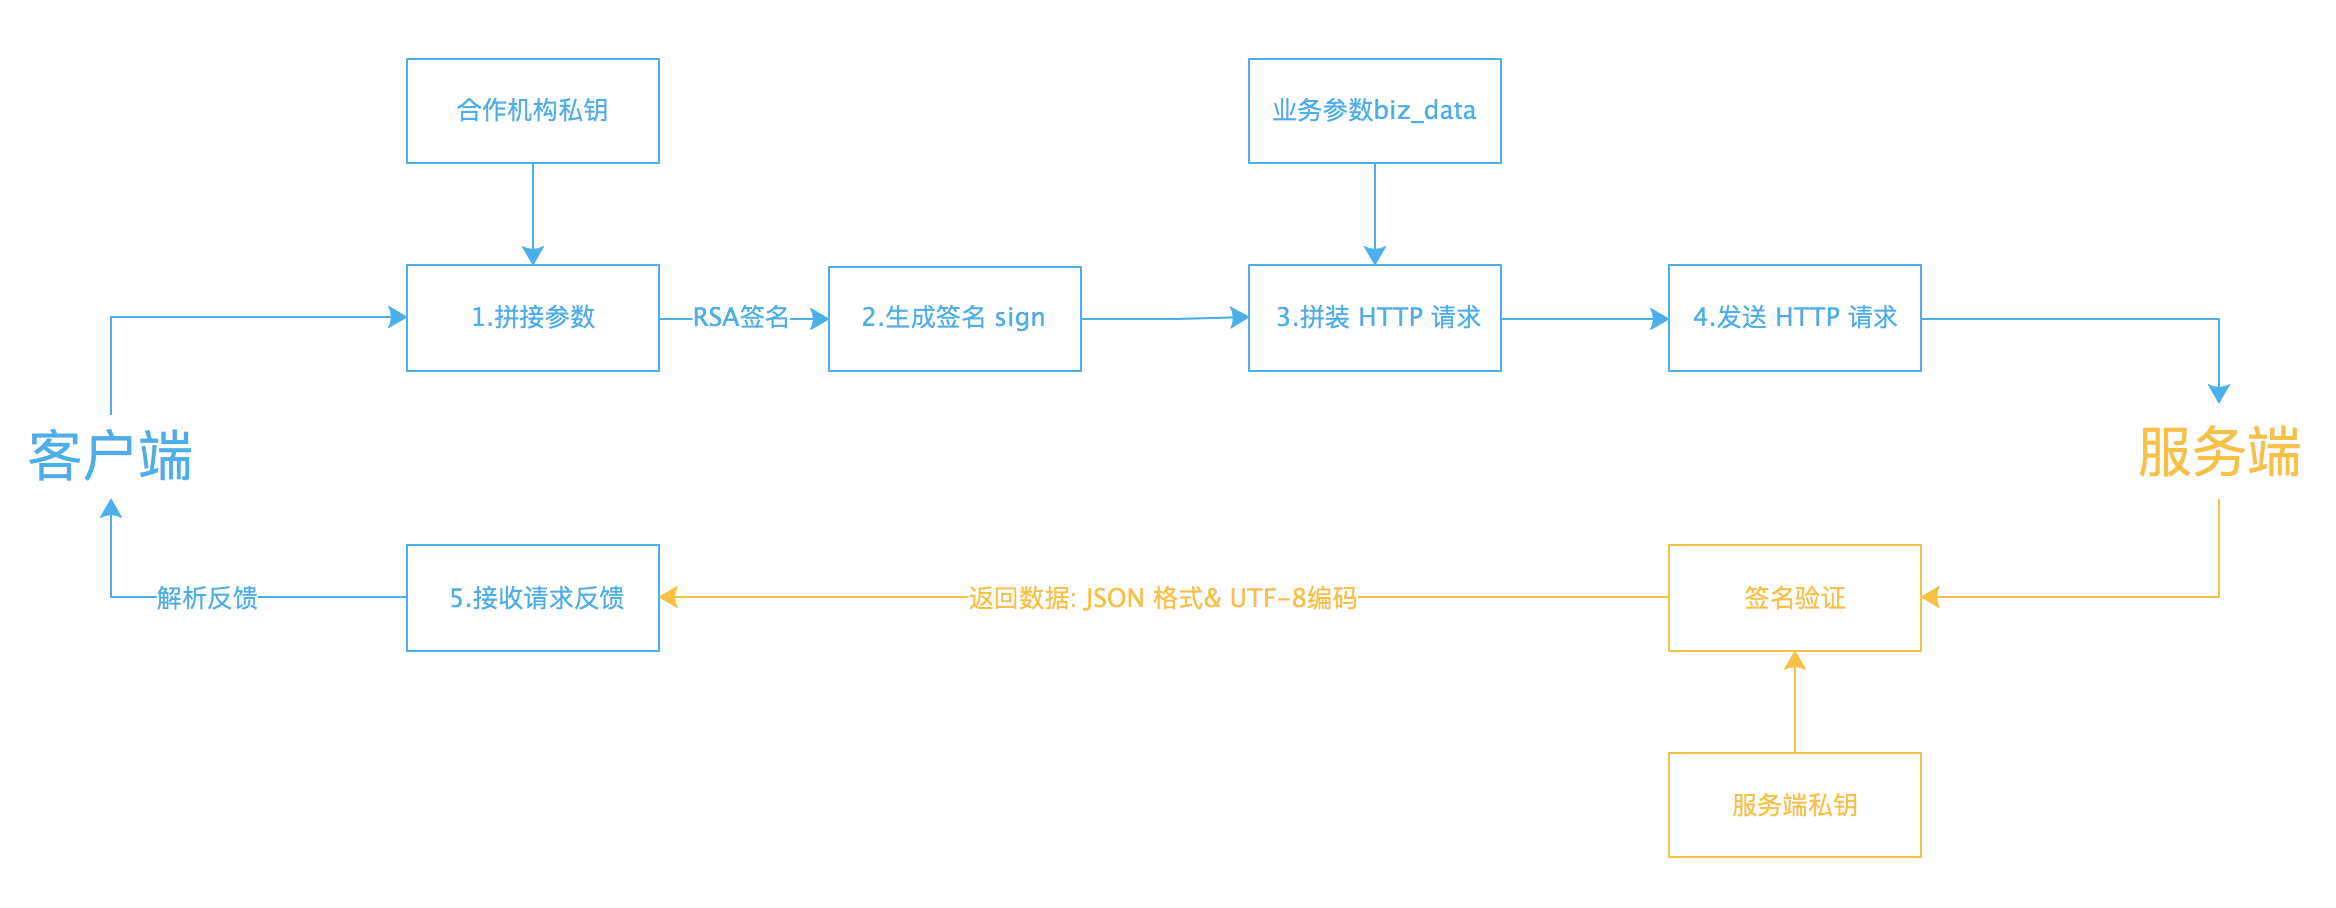 合作机构私钥
业务参数biz_data
1.拼接参数
RSA签名
2.生成签名 sign
3.拼装 HTTP 请求
4.发送 HTTP 请求
客户端
服务端
解析反馈
5.接收请求反馈
返回数据: JSON 格式& UTF-8编码
签名验证
服务端私钥